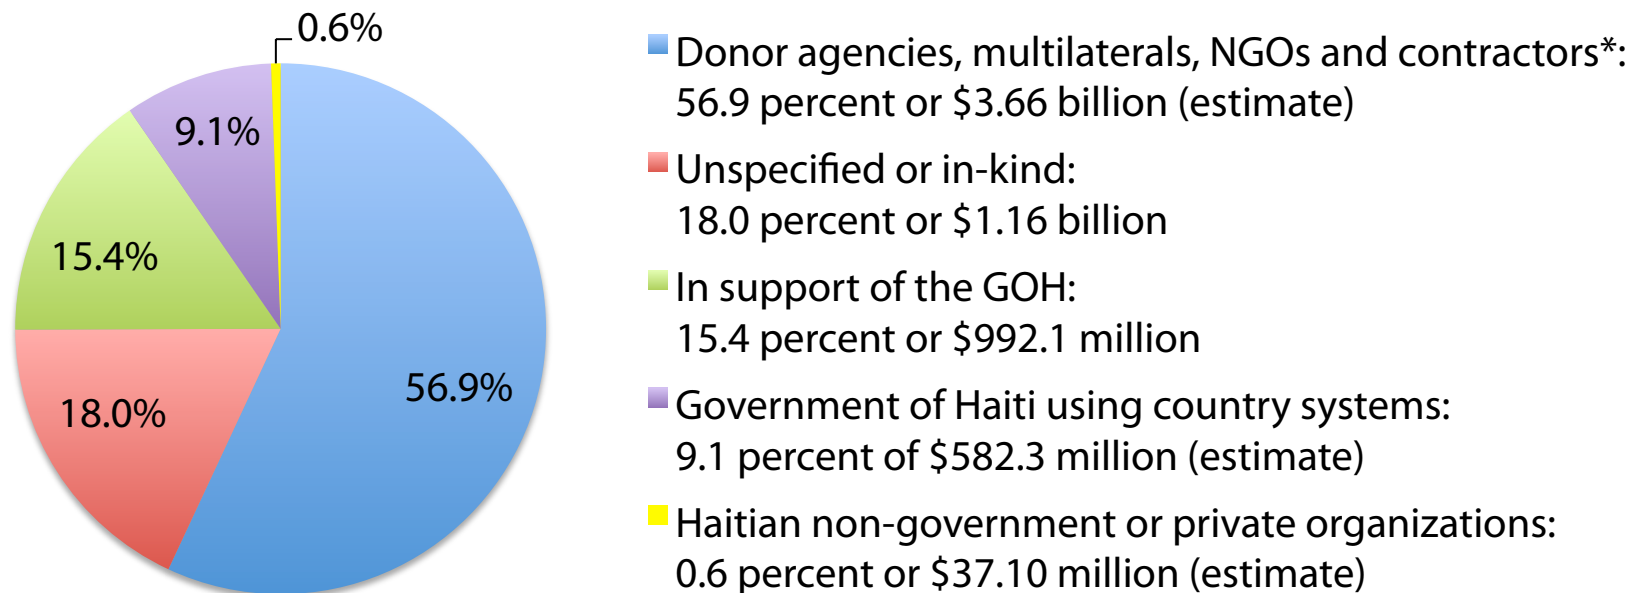 0.6%
9.1%
15.4%
18.0%
56.9%
Donor agencies, multilaterals, NGOs and contractors*:
56.9 percent or $3.66 billion (estimate)
Unspecified or in-kind:
18.0 percent or $1.16 billion
In support of the GOH:
15.4 percent or $992.1 million
Government of Haiti using country systems:
9.1 percent of $582.3 million (estimate)
Haitian non-government or private organizations:
0.6 percent or $37.10 million (estimate)